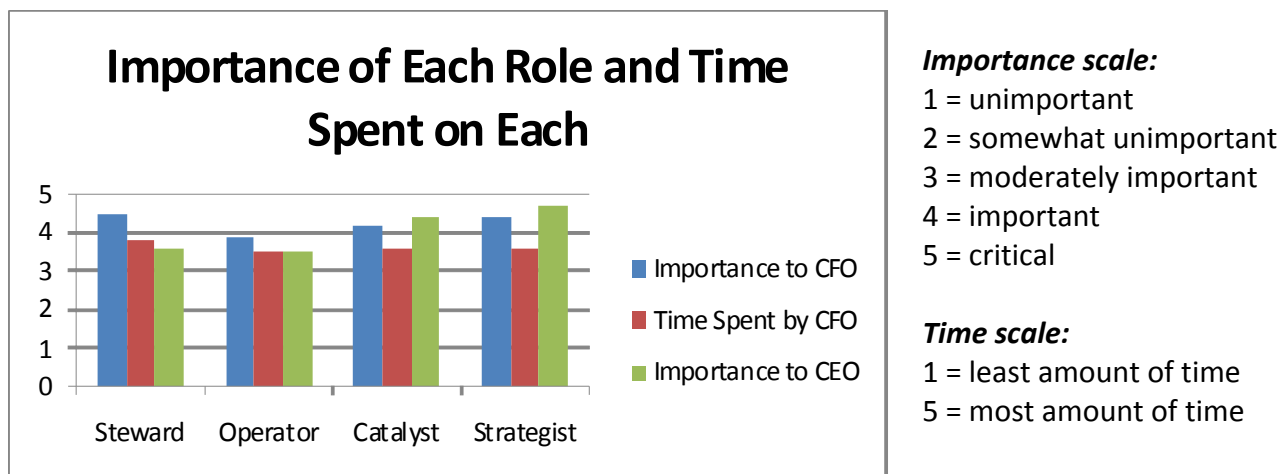 Importance of Each Role and Time
Spent on Each
5
4
3
2
1
0
Steward Operator Catalyst Strategist
Importance to CFO
Time Spent by CFO
Importance to CEO
Importance scale:
1 = unimportant
2 = somewhat unimportant
3 = moderately important
4 = important
5 = critical
Time scale:
1 = least amount of time
5 = most amount of time